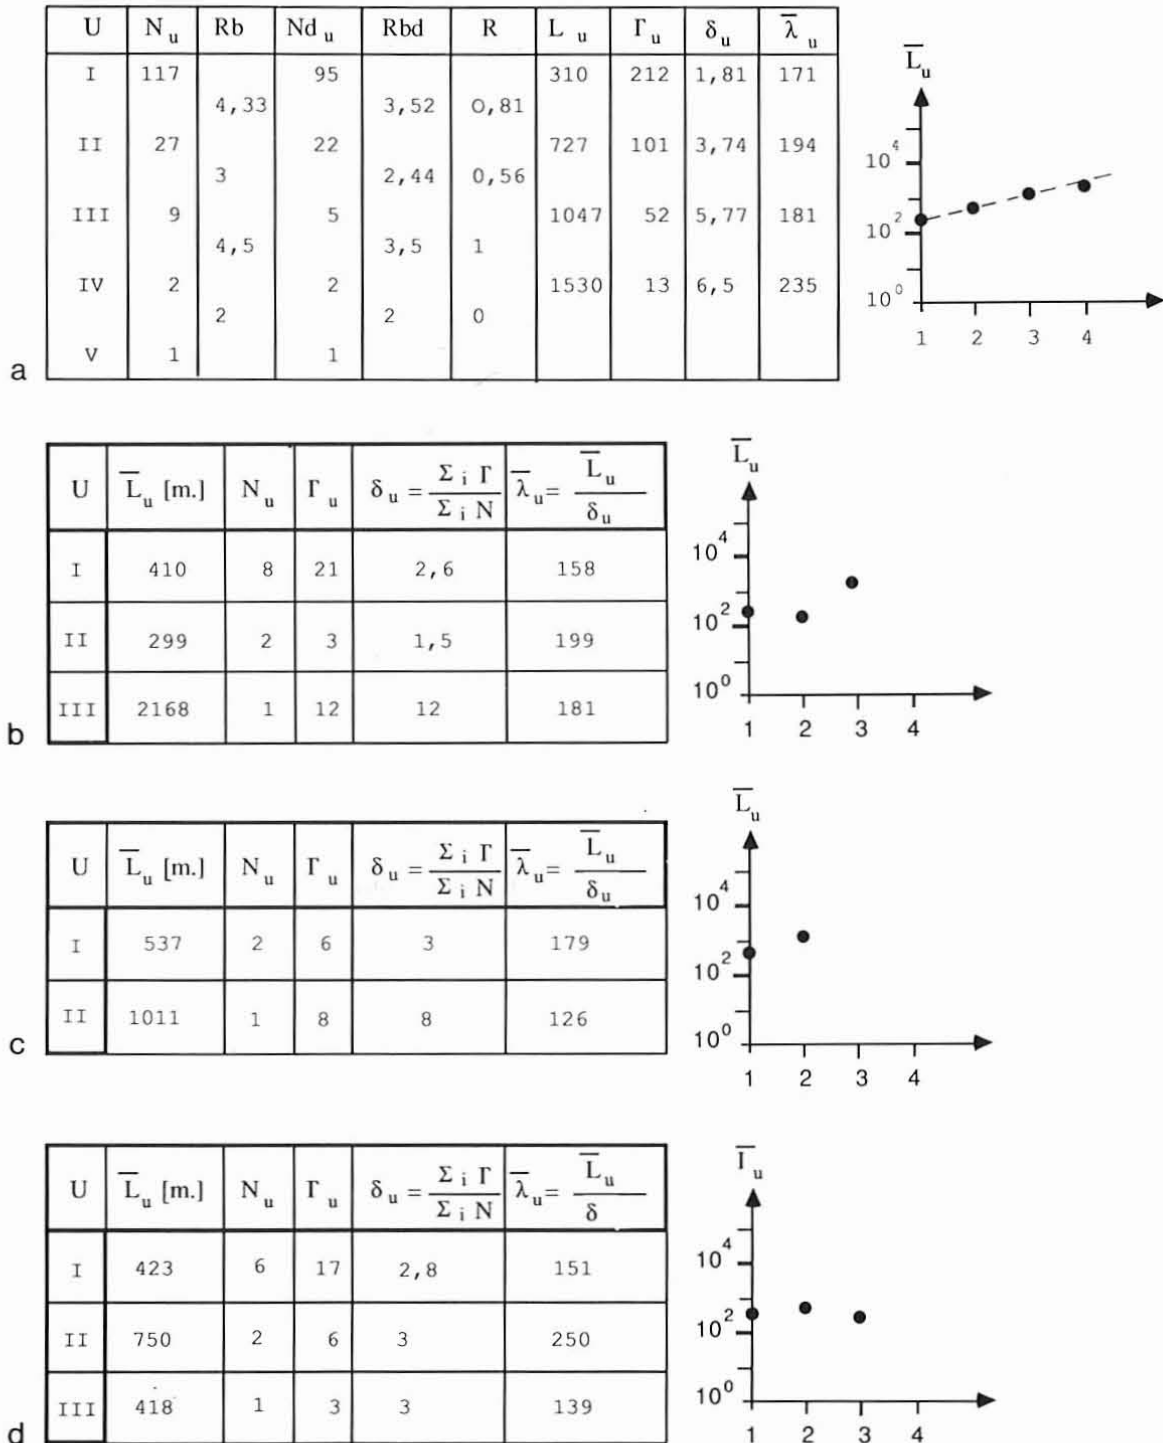 U N u Rb Nd u Rbd R L u Γ u δ u λ̅ u
I 117 95 310 212 1,81 171
4,33 3,52 0,81
II 27 22 727 101 3,74 194
3 2,44 0,56
III 9 5 1047 52 5,77 181
4,5 3,5 1
IV 2 2 1530 13 6,5 235
2 2 0
V 1 1
a
L̅ u
10 4
10 2
10 0
1 2 3 4
U L̅ u [m.] N u Γ u δ u = Σ i Γ / Σ i N λ̅ u = L̅ u / δ u
I 410 8 21 2,6 158
II 299 2 3 1,5 199
III 2168 1 12 12 181
b
L̅ u
10 4
10 2
10 0
1 2 3 4
U L̅ u [m.] N u Γ u δ u = Σ i Γ / Σ i N λ̅ u = L̅ u / δ u
I 537 2 6 3 179
II 1011 1 8 8 126
c
L̅ u
10 4
10 2
10 0
1 2 3 4
U L̅ u [m.] N u Γ u δ u = Σ i Γ / Σ i N λ̅ u = L̅ u / δ
I 423 6 17 2,8 151
II 750 2 6 3 250
III 418 1 3 3 139
d
I̅ u
10 4
10 2
10 0
1 2 3 4